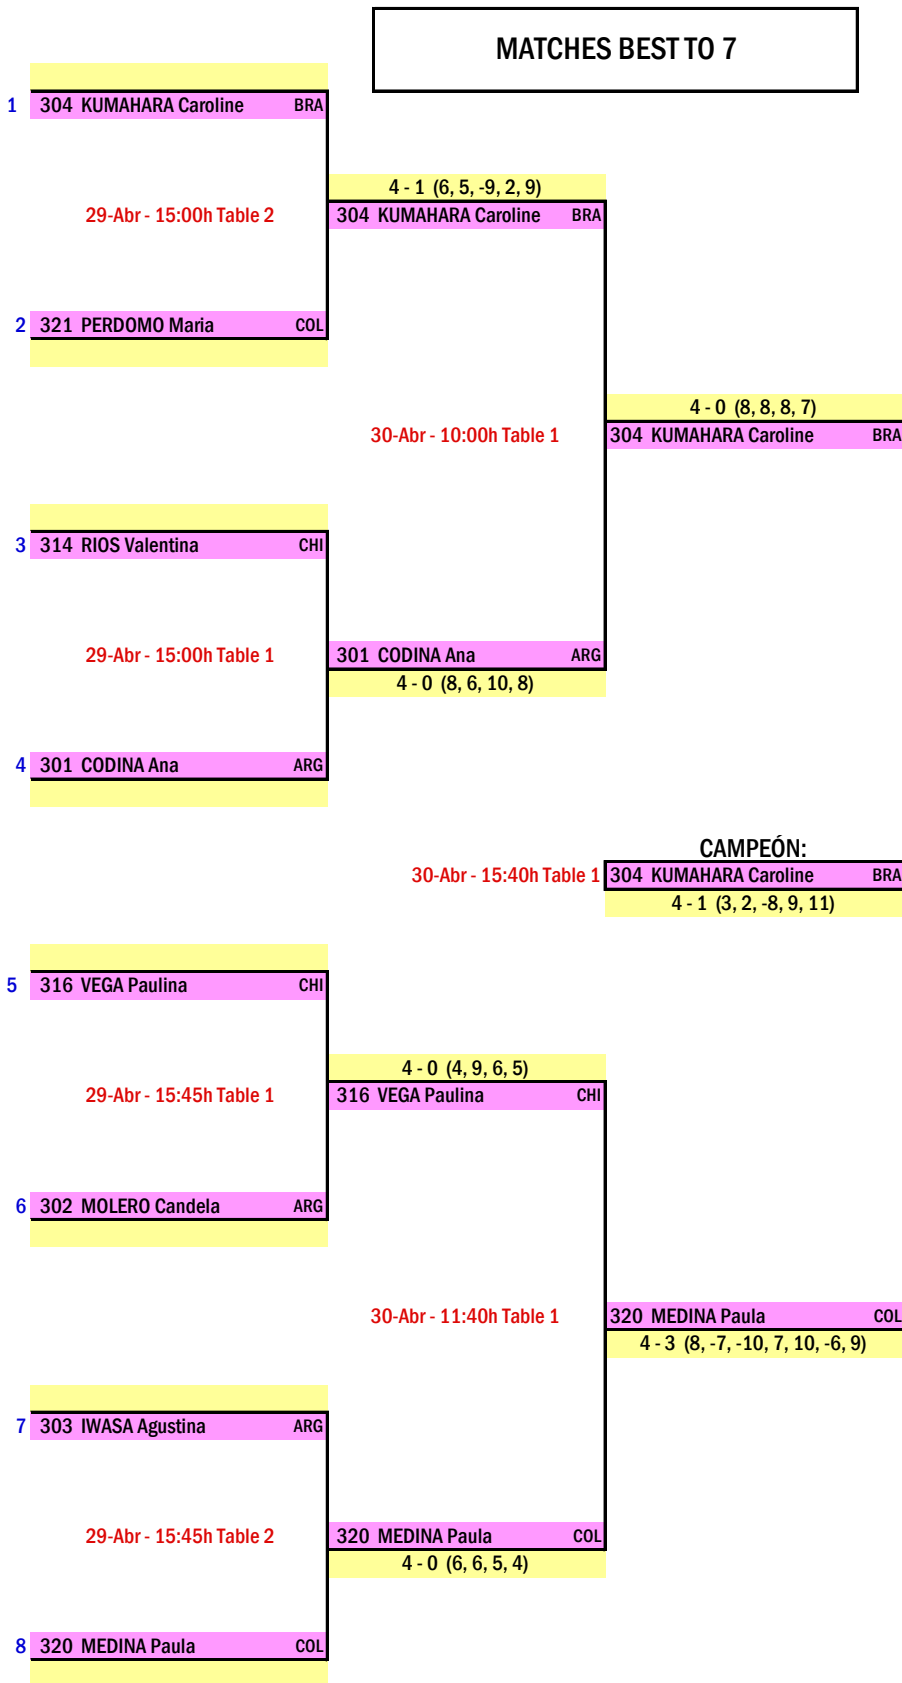 MATCHES BEST TO 7
1 304 KUMAHARA Caroline BRA
4 - 1 (6, 5, -9, 2, 9)
29-Abr - 15:00h Table 2 304 KUMAHARA Caroline BRA
2 321 PERDOMO Maria COL
4 - 0 (8, 8, 8, 7)
30-Abr - 10:00h Table 1 304 KUMAHARA Caroline BRA
3 314 RIOS Valentina CHI
29-Abr - 15:00h Table 1 301 CODINA Ana ARG
4 - 0 (8, 6, 10, 8)
4 301 CODINA Ana ARG
CAMPEÓN:
30-Abr - 15:40h Table 1 304 KUMAHARA Caroline BRA
4 - 1 (3, 2, -8, 9, 11)
5 316 VEGA Paulina CHI
4 - 0 (4, 9, 6, 5)
29-Abr - 15:45h Table 1 316 VEGA Paulina CHI
6 302 MOLERO Candela ARG
30-Abr - 11:40h Table 1 320 MEDINA Paula COL
4 - 3 (8, -7, -10, 7, 10, -6, 9)
7 303 IWASA Agustina ARG
29-Abr - 15:45h Table 2 320 MEDINA Paula COL
4 - 0 (6, 6, 5, 4)
8 320 MEDINA Paula COL